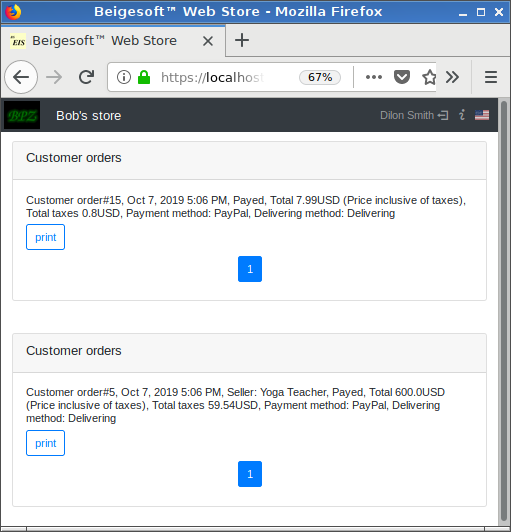 Beigesoft™ Web Store - Mozilla Firefox
EIS Beigesoft™ Web Store
https://localhos 67%
BPZ Bob's store Dilon Smith
Customer orders
Customer order#15, Oct 7, 2019 5:06 PM, Payed, Total 7.99USD (Price inclusive of taxes),
Total taxes 0.8USD, Payment method: PayPal, Delivering method: Delivering
print
1
Customer orders
Customer order#5, Oct 7, 2019 5:06 PM, Seller: Yoga Teacher, Payed, Total 600.0USD
(Price inclusive of taxes), Total taxes 59.54USD, Payment method: PayPal, Delivering
method: Delivering
print
1